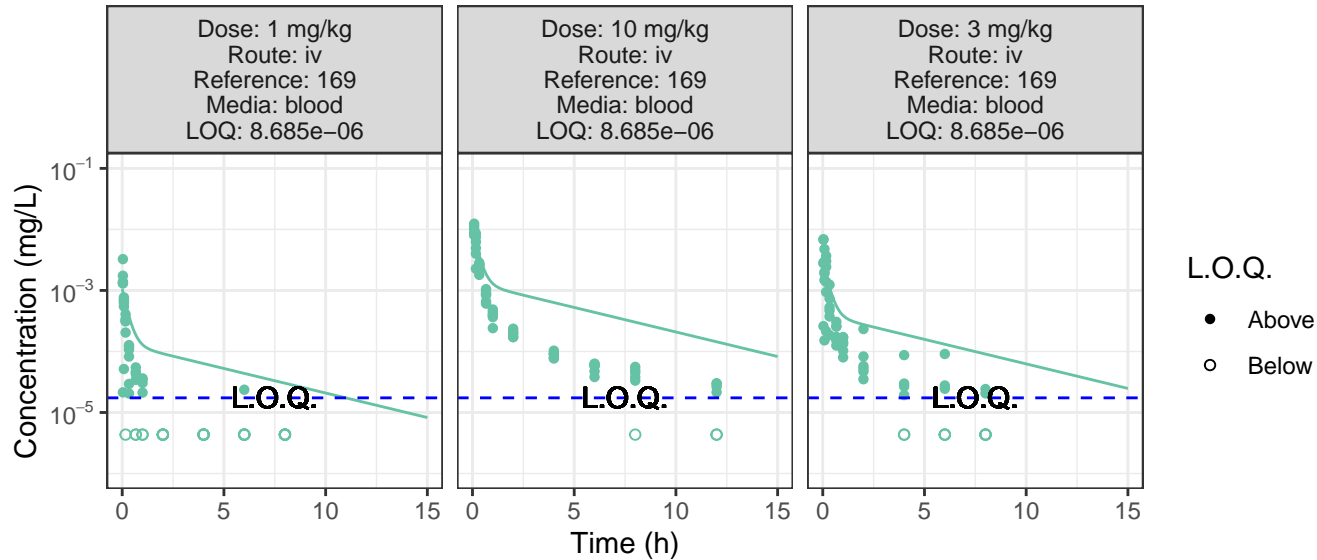 Dose: 1 mg/kg
Route: iv
Reference: 169
Media: blood
LOQ: 8.685e−06
Dose: 10 mg/kg
Route: iv
Reference: 169
Media: blood
LOQ: 8.685e−06
Dose: 3 mg/kg
Route: iv
Reference: 169
Media: blood
LOQ: 8.685e−06
Concentration (mg/L)
10−1
10−3
10−5
L.O.Q.
L.O.Q.
L.O.Q.
0 5 10 15
0 5 10 15
0 5 10 15
Time (h)
L.O.Q.
Above
Below